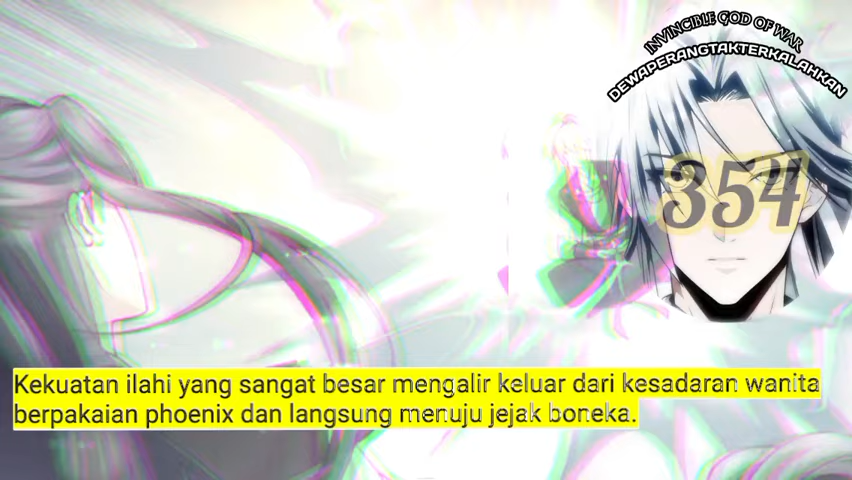 INVINCIBLE GOD OF WAR
DEWAPERANGTAKTERKALAHKAN
354
Kekuatan ilahi yang sangat besar mengalir keluar dari kesadaran wanita
berpakaian phoenix dan langsung menuju jejak boneka.